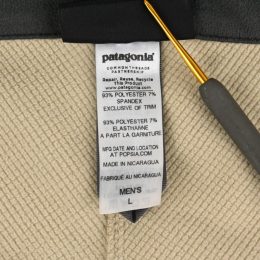 patagonia
COMMON THREADS
PARTNERSHIP
Repair, Reuse, Recycle
This Product
www.patagonia.com
93% POLYESTER 7%
SPANDEX
EXCLUSIVE OF TRIM
93% POLYESTER 7%
ELASTHANNE
A PART LA GARNITURE
MFG DATE AND LOCATION
AT POPSIA.COM
MADE IN NICARAGUA
FABRIQUÉ AU NICARAGUA
MEN'S
L